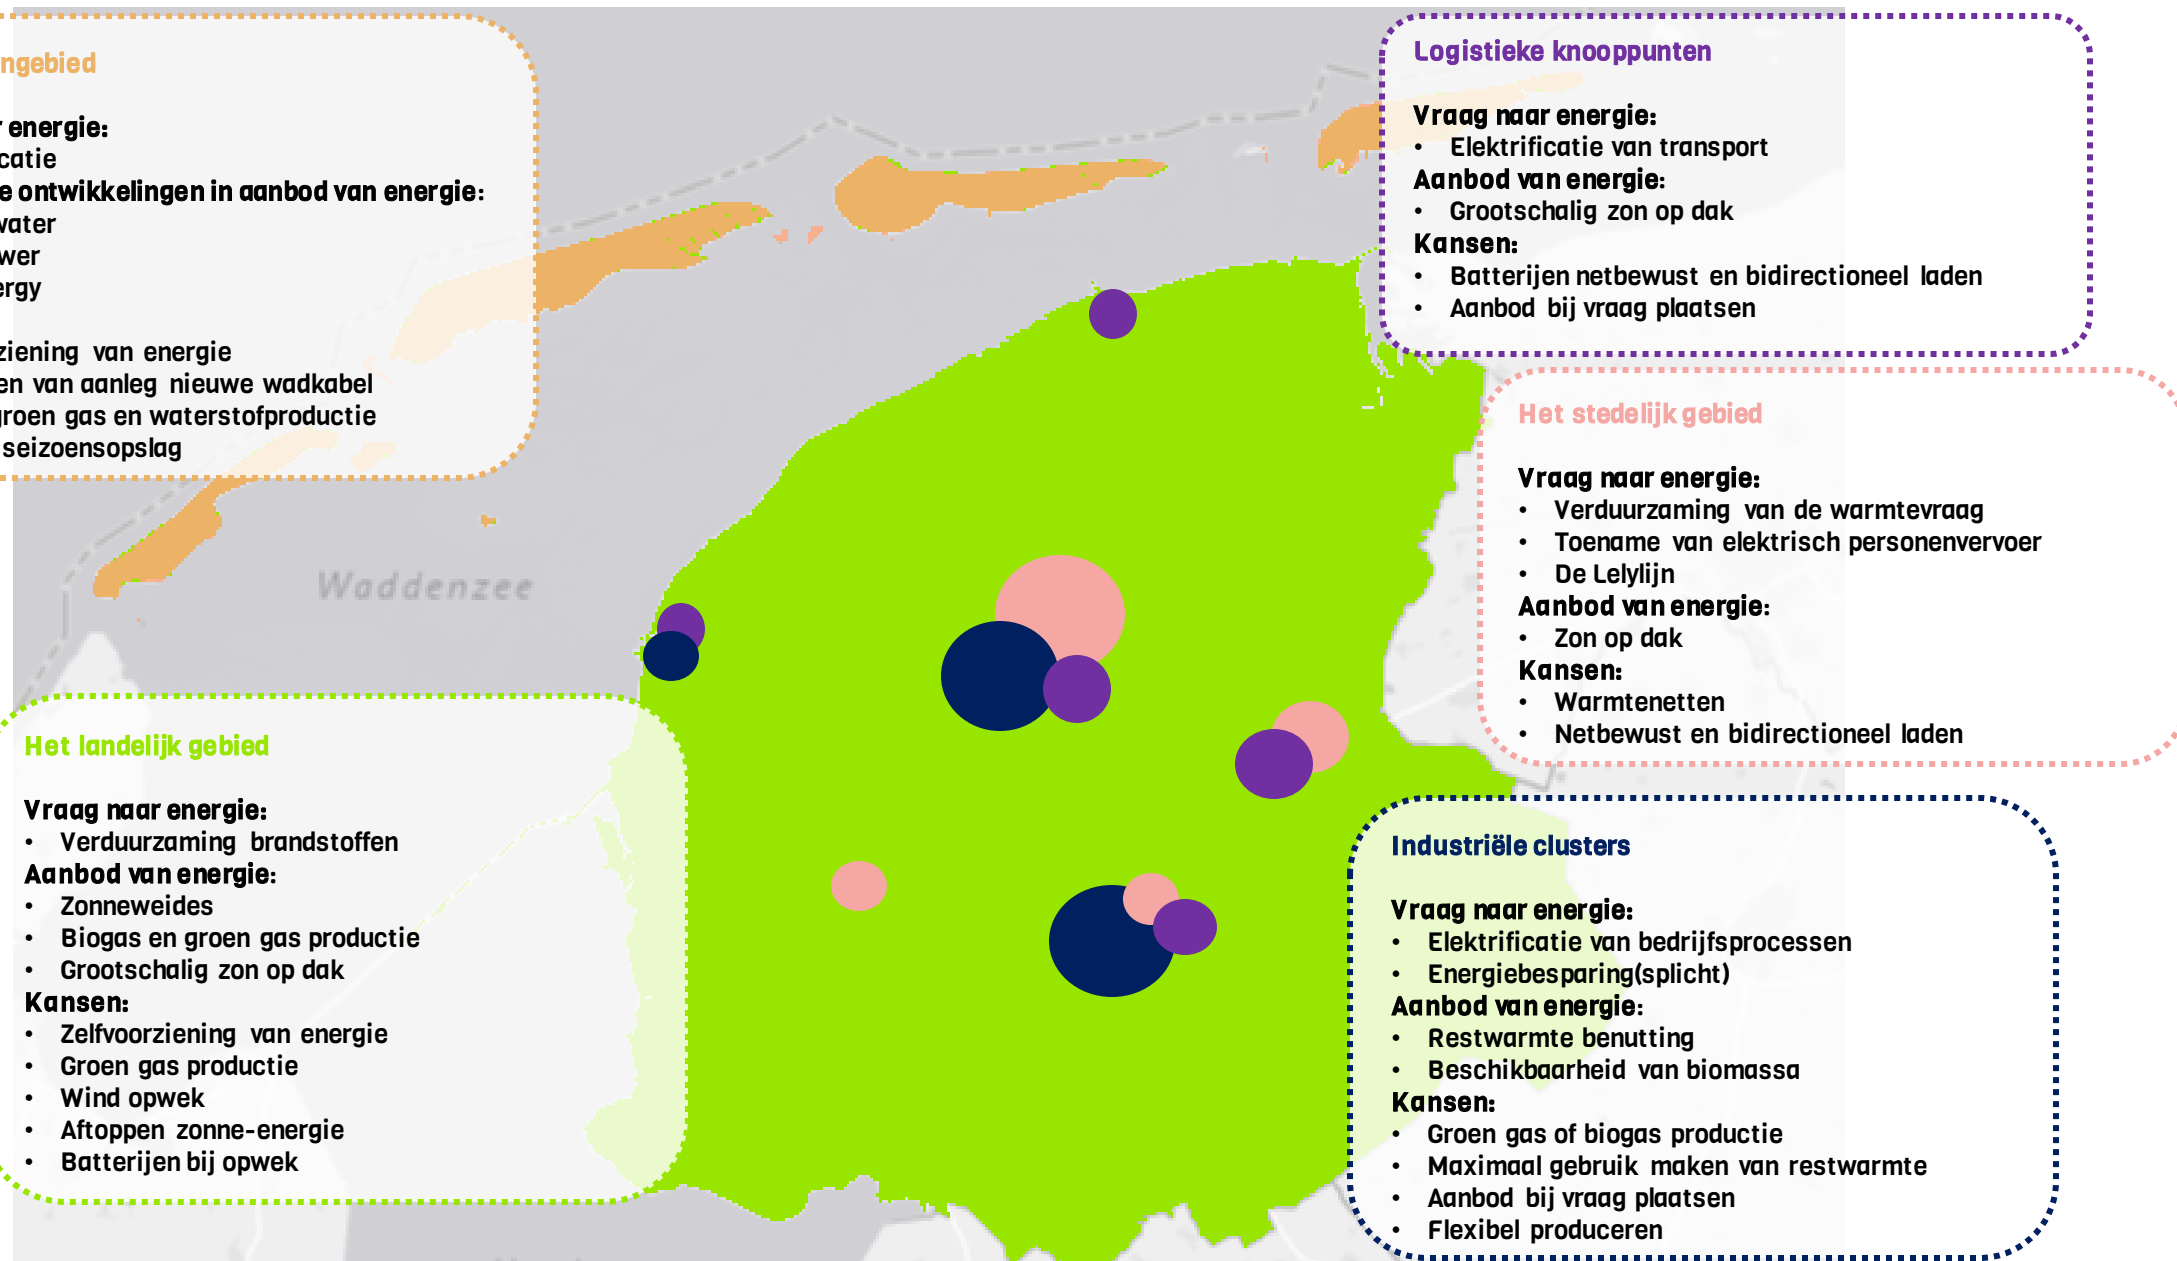 ngebied
energie:
catie
e ontwikkelingen in aanbod van energie:
vater
wer
ergy
ziening van energie
en van aanleg nieuwe wadkabel
groen gas en waterstofproductie
seizoensopslag
Logistieke knooppunten
Vraag naar energie:
• Elektrificatie van transport
Aanbod van energie:
• Grootschalig zon op dak
Kansen:
• Batterijen netbewust en bidirectioneel laden
• Aanbod bij vraag plaatsen
Het stedelijk gebied
Vraag naar energie:
• Verduurzaming van de warmtevraag
• Toename van elektrisch personenvervoer
• De Lelylijn
Aanbod van energie:
• Zon op dak
Kansen:
• Warmtenetten
• Netbewust en bidirectioneel laden
Waddenzee
Het landelijk gebied
Vraag naar energie:
• Verduurzaming brandstoffen
Aanbod van energie:
• Zonneweides
• Biogas en groen gas productie
• Grootschalig zon op dak
Kansen:
• Zelfvoorziening van energie
• Groen gas productie
• Wind opwek
• Aftoppen zonne-energie
• Batterijen bij opwek
Industriële clusters
Vraag naar energie:
• Elektrificatie van bedrijfsprocessen
• Energiebesparing(splicht)
Aanbod van energie:
• Restwarmte benutting
• Beschikbaarheid van biomassa
Kansen:
• Groen gas of biogas productie
• Maximaal gebruik maken van restwarmte
• Aanbod bij vraag plaatsen
• Flexibel produceren